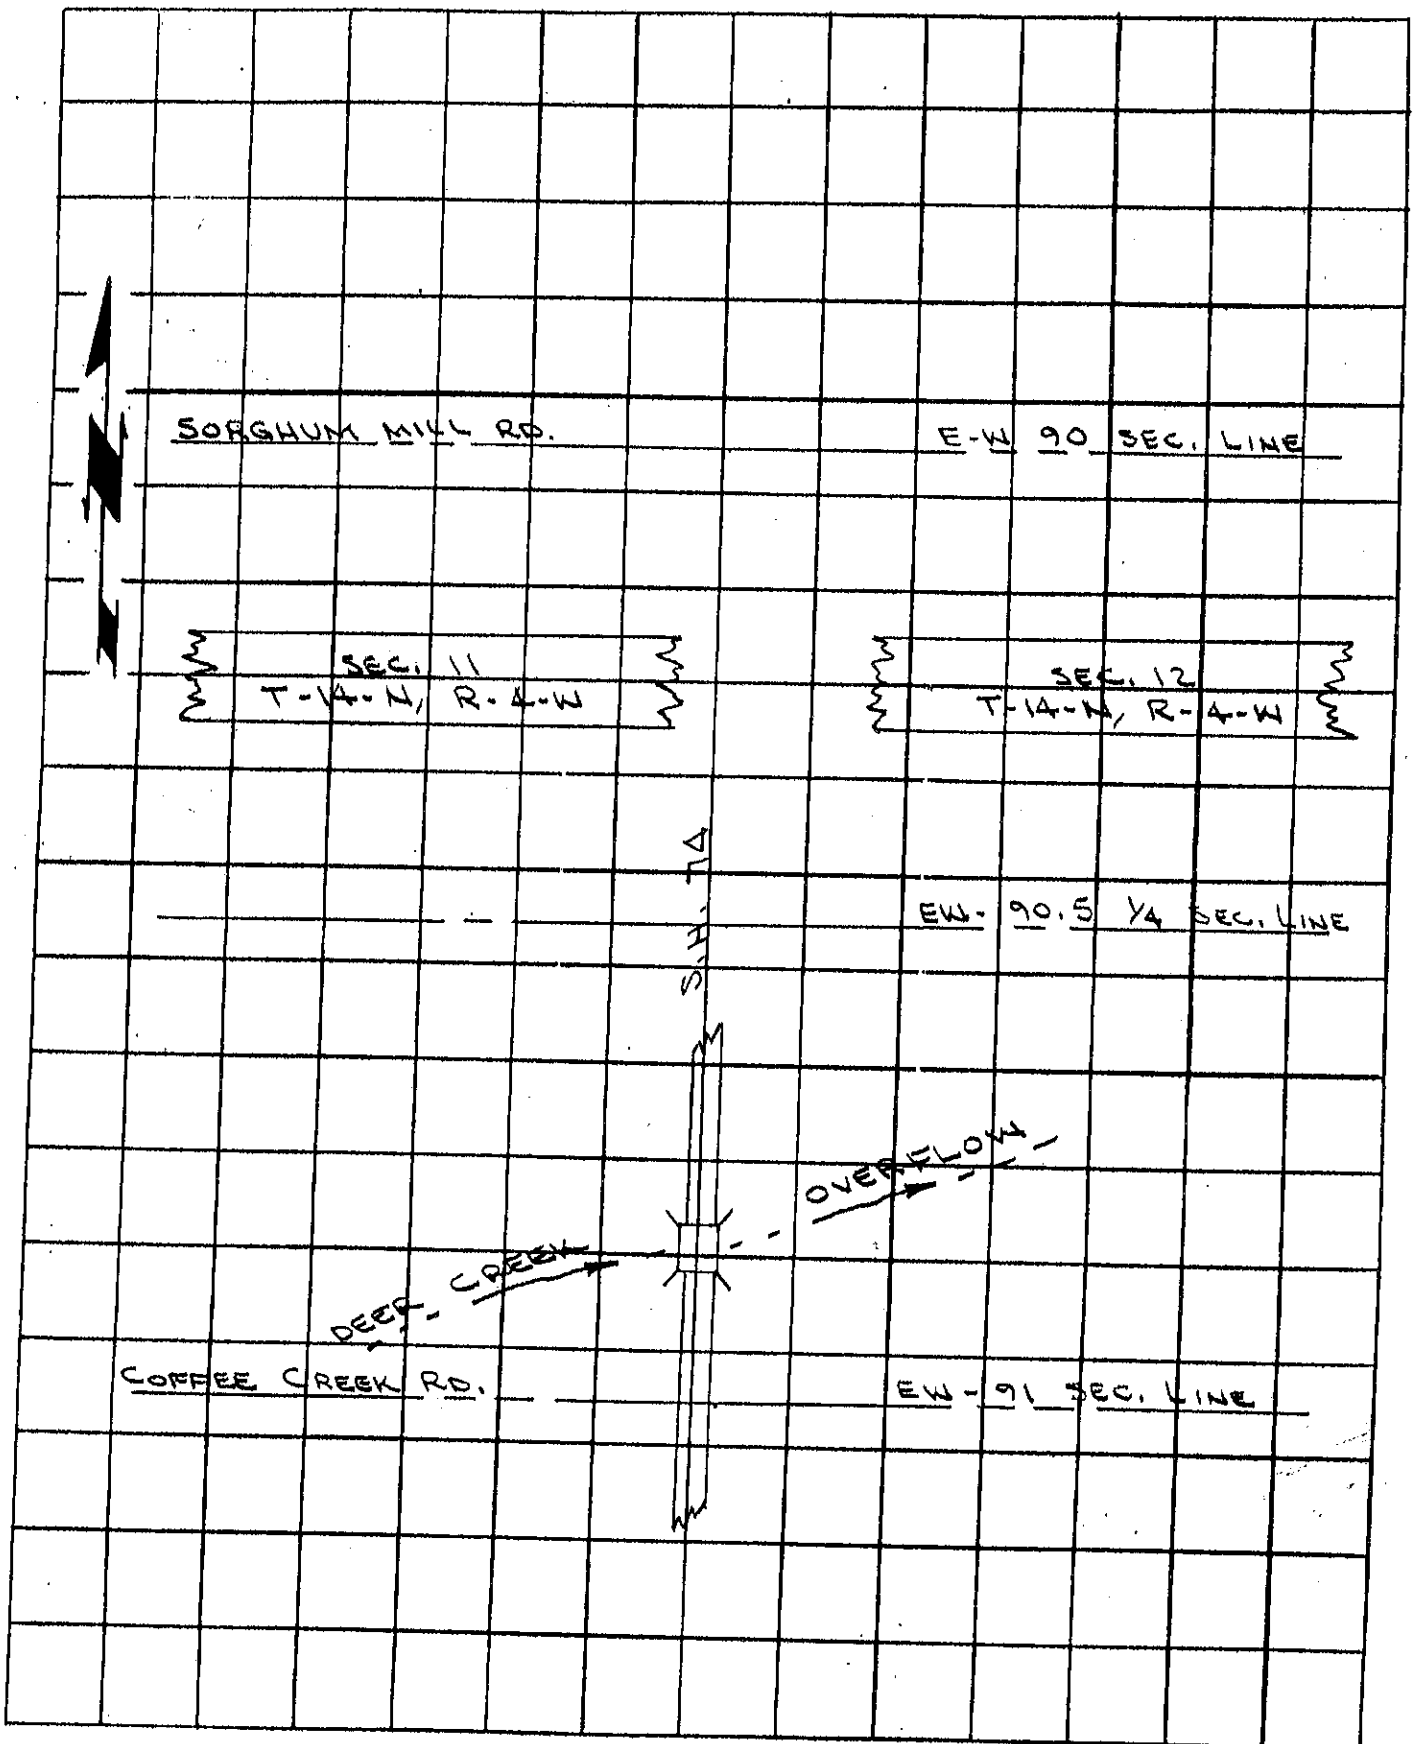 SORGHUM MILL RD.
E-W 90 SEC. LINE
SEC. 11
T-14-N, R-4-W
SEC. 12
T-14-N, R-4-W
S.H. 74
EW-90.5 1/4 SEC. LINE
OVERFLOW
DEER CREEK
COFFEE CREEK RD.
EW-91 SEC. LINE